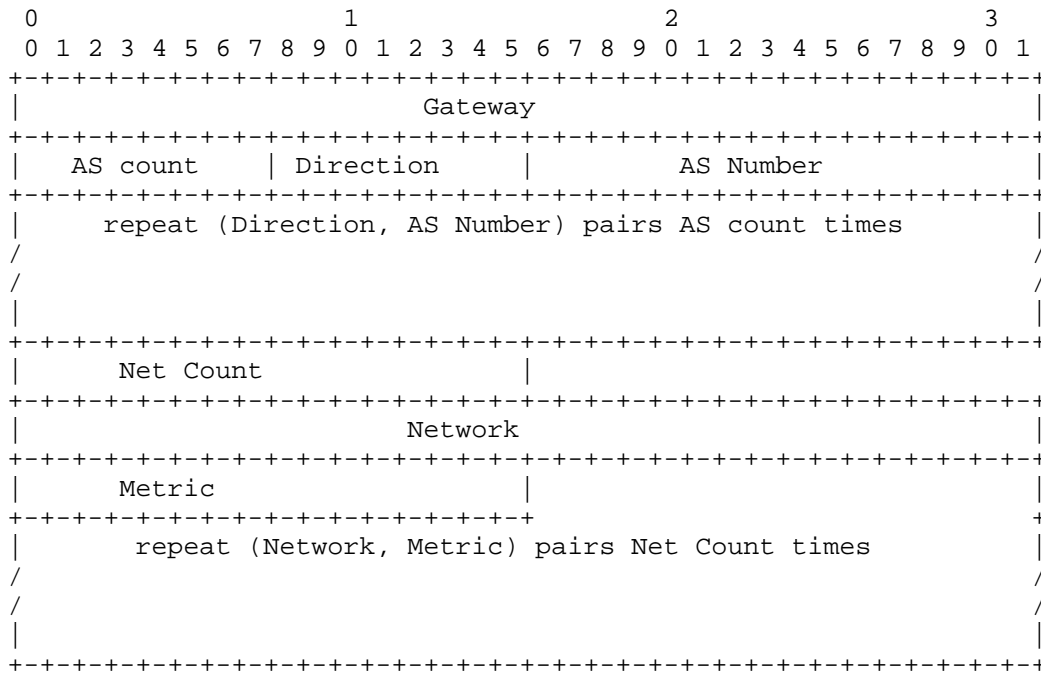 0                   1                   2                   3
0 1 2 3 4 5 6 7 8 9 0 1 2 3 4 5 6 7 8 9 0 1 2 3 4 5 6 7 8 9 0 1
+-+-+-+-+-+-+-+-+-+-+-+-+-+-+-+-+-+-+-+-+-+-+-+-+-+-+-+-+-+-+-+-+
|                         Gateway                               |
+-+-+-+-+-+-+-+-+-+-+-+-+-+-+-+-+-+-+-+-+-+-+-+-+-+-+-+-+-+-+-+-+
|   AS count    | Direction     |         AS Number             |
+-+-+-+-+-+-+-+-+-+-+-+-+-+-+-+-+-+-+-+-+-+-+-+-+-+-+-+-+-+-+-+-+
|     repeat (Direction, AS Number) pairs AS count times        |
/                                                               /
/                                                               /
|                                                               |
+-+-+-+-+-+-+-+-+-+-+-+-+-+-+-+-+-+-+-+-+-+-+-+-+-+-+-+-+-+-+-+-+
|      Net Count                |
+-+-+-+-+-+-+-+-+-+-+-+-+-+-+-+-+-+-+-+-+-+-+-+-+-+-+-+-+-+-+-+-+
|                        Network                                |
+-+-+-+-+-+-+-+-+-+-+-+-+-+-+-+-+-+-+-+-+-+-+-+-+-+-+-+-+-+-+-+-+
|      Metric                   |                               |
+-+-+-+-+-+-+-+-+-+-+-+-+-+-+-+-+                               +
|       repeat (Network, Metric) pairs Net Count times          |
/                                                               /
/                                                               /
|                                                               |
+-+-+-+-+-+-+-+-+-+-+-+-+-+-+-+-+-+-+-+-+-+-+-+-+-+-+-+-+-+-+-+-+